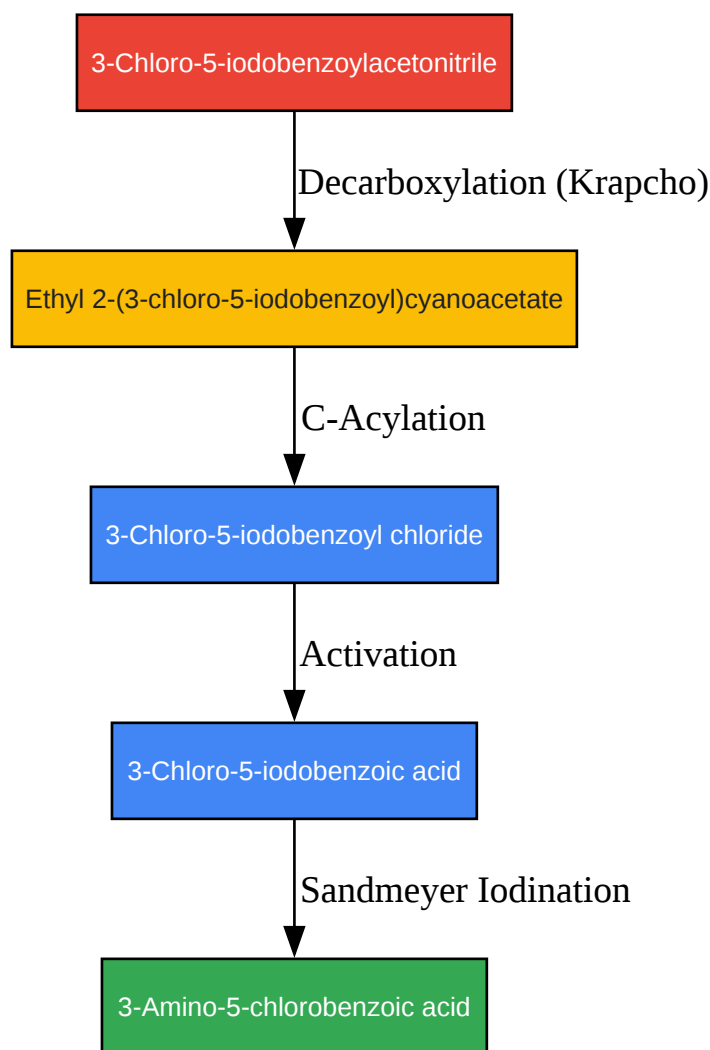 3-Chloro-5-iodobenzoylacetonitrile
Decarboxylation (Krapcho)
Ethyl 2-(3-chloro-5-iodobenzoyl)cyanoacetate
C-Acylation
3-Chloro-5-iodobenzoyl chloride
Activation
3-Chloro-5-iodobenzoic acid
Sandmeyer Iodination
3-Amino-5-chlorobenzoic acid